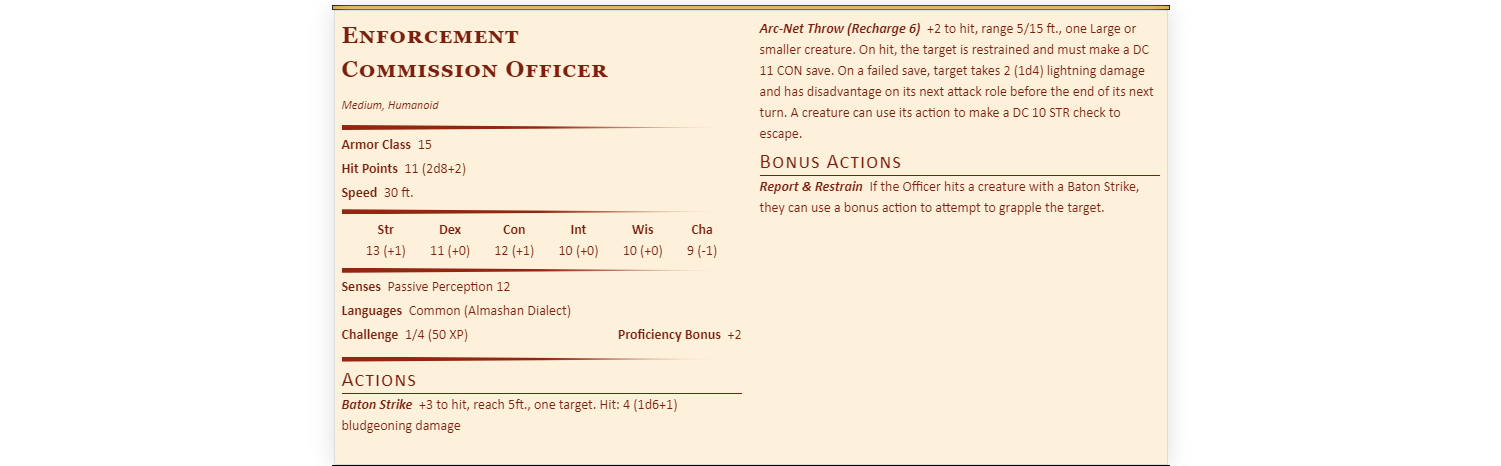 Enforcement
Commission Officer
Medium, Humanoid
Armor Class 15
Hit Points 11 (2d8+2)
Speed 30 ft.
Str Dex Con Int Wis Cha
13 (+1) 11 (+0) 12 (+1) 10 (+0) 10 (+0) 9 (-1)
Senses Passive Perception 12
Languages Common (Almashan Dialect)
Challenge 1/4 (50 XP) Proficiency Bonus +2
Actions
Baton Strike +3 to hit, reach 5ft., one target. Hit: 4 (1d6+1)
bludgeoning damage
Arc-Net Throw (Recharge 6) +2 to hit, range 5/15 ft., one Large or
smaller creature. On hit, the target is restrained and must make a DC
11 CON save. On a failed save, target takes 2 (1d4) lightning damage
and has disadvantage on its next attack role before the end of its next
turn. A creature can use its action to make a DC 10 STR check to
escape.
Bonus Actions
Report & Restrain If the Officer hits a creature with a Baton Strike,
they can use a bonus action to attempt to grapple the target.